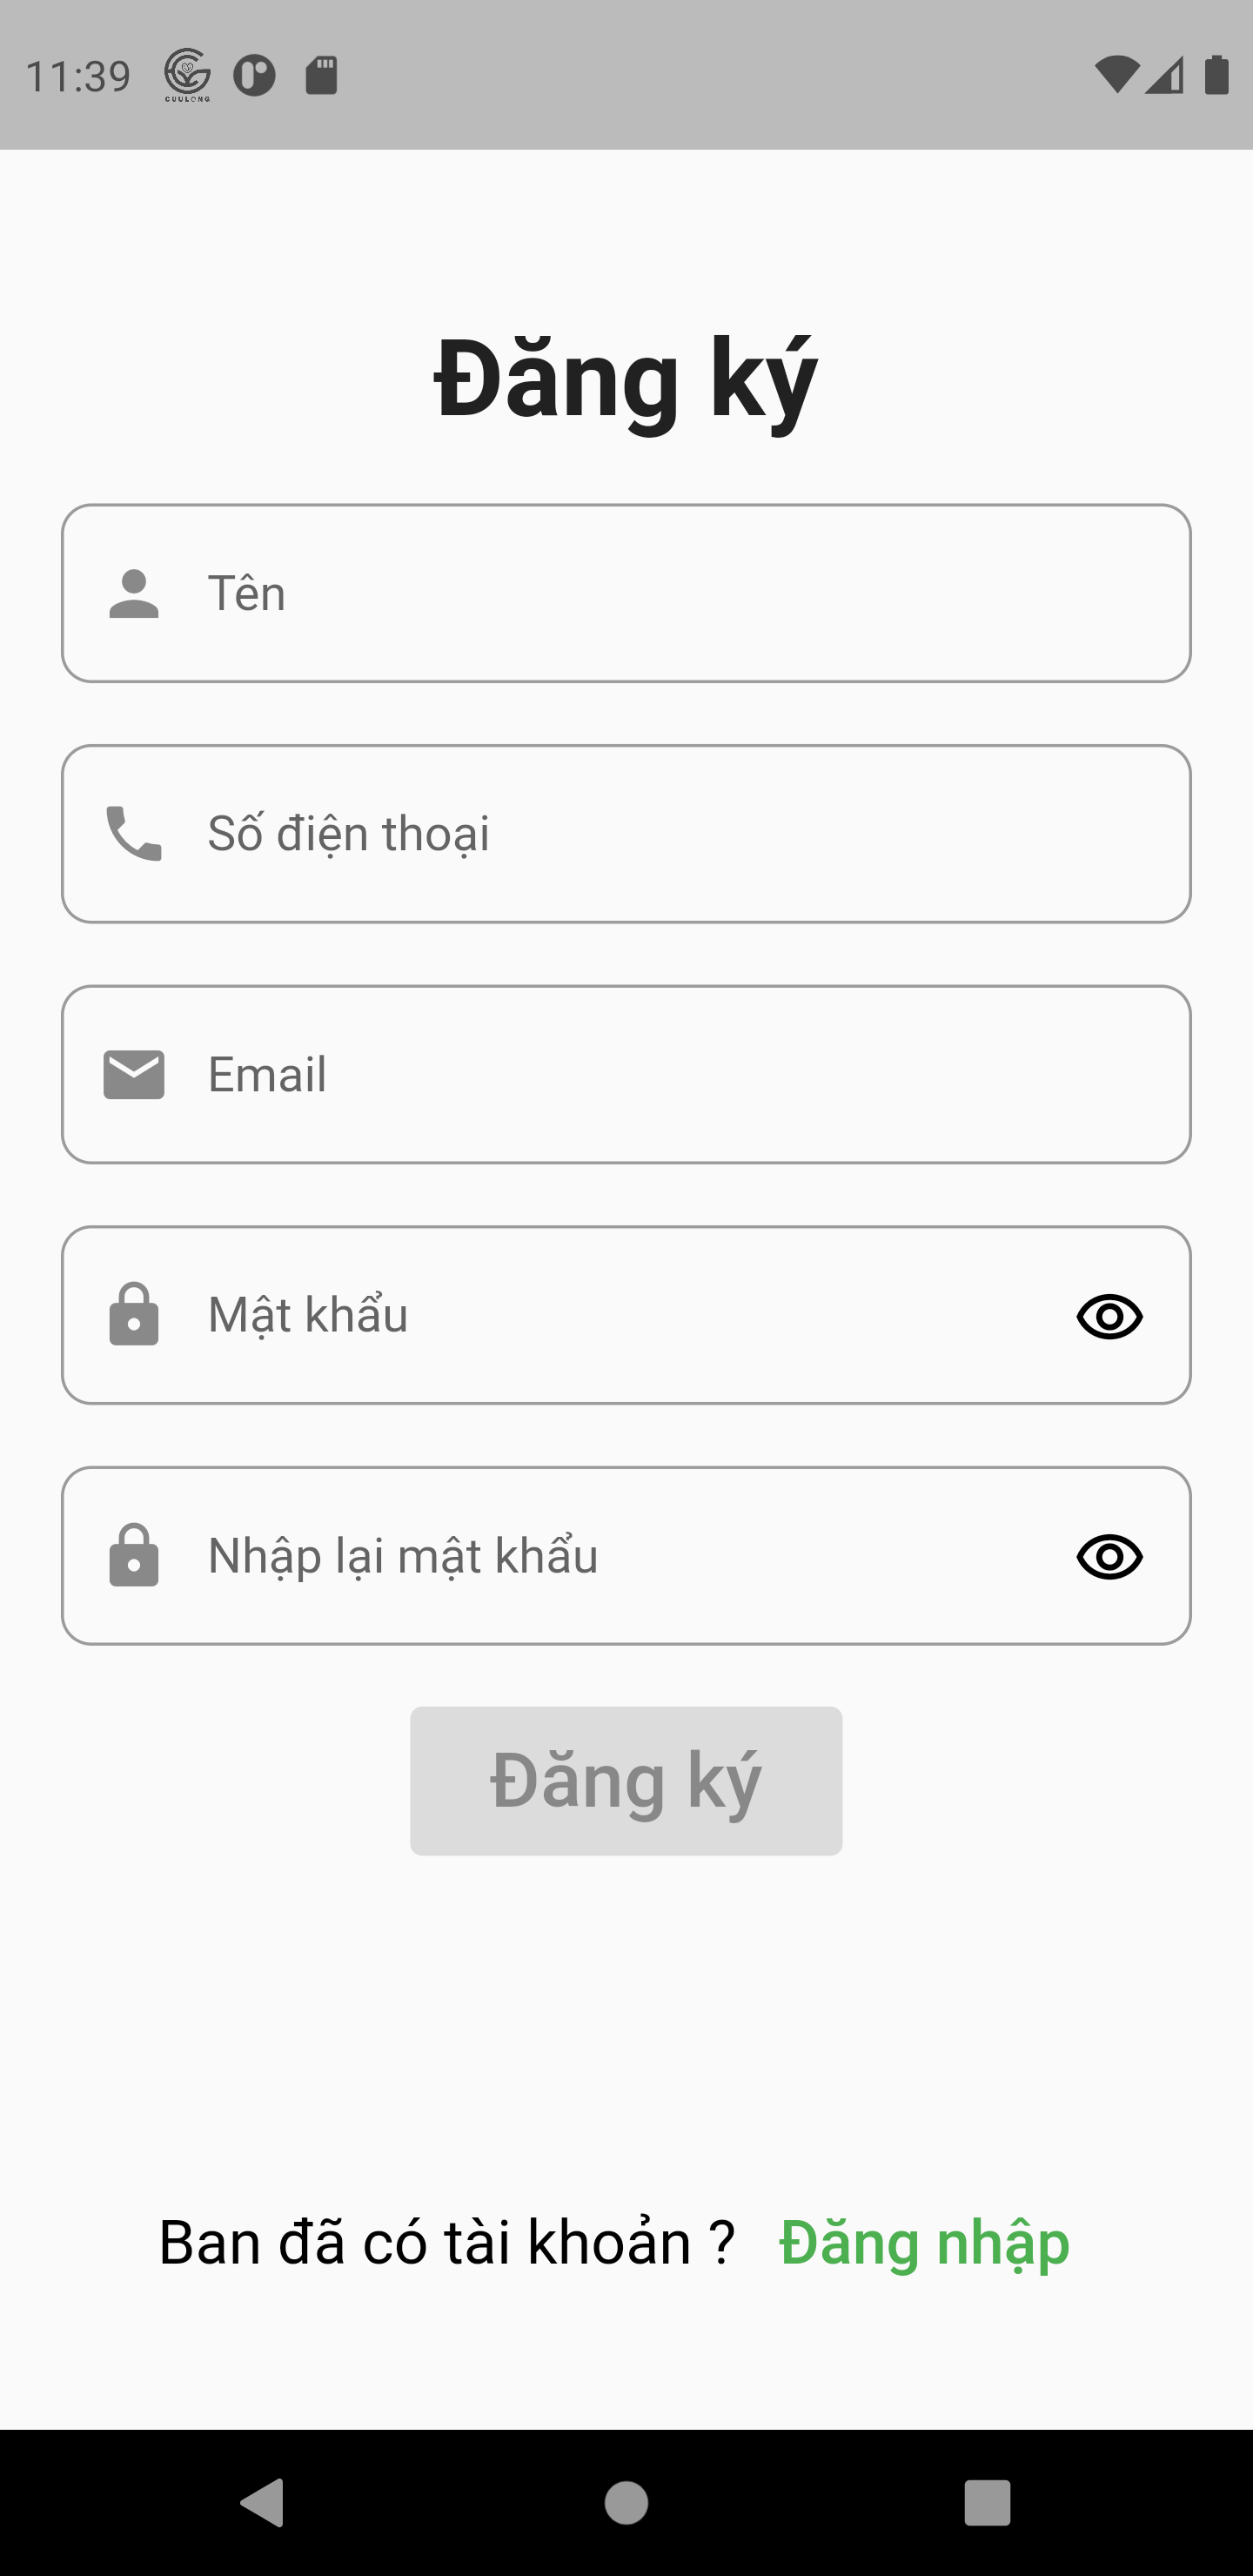 11:39
CUULONG
Đăng ký
Tên
Số điện thoại
Email
Mật khẩu
Nhập lại mật khẩu
Đăng ký
Ban đã có tài khoản ? Đăng nhập